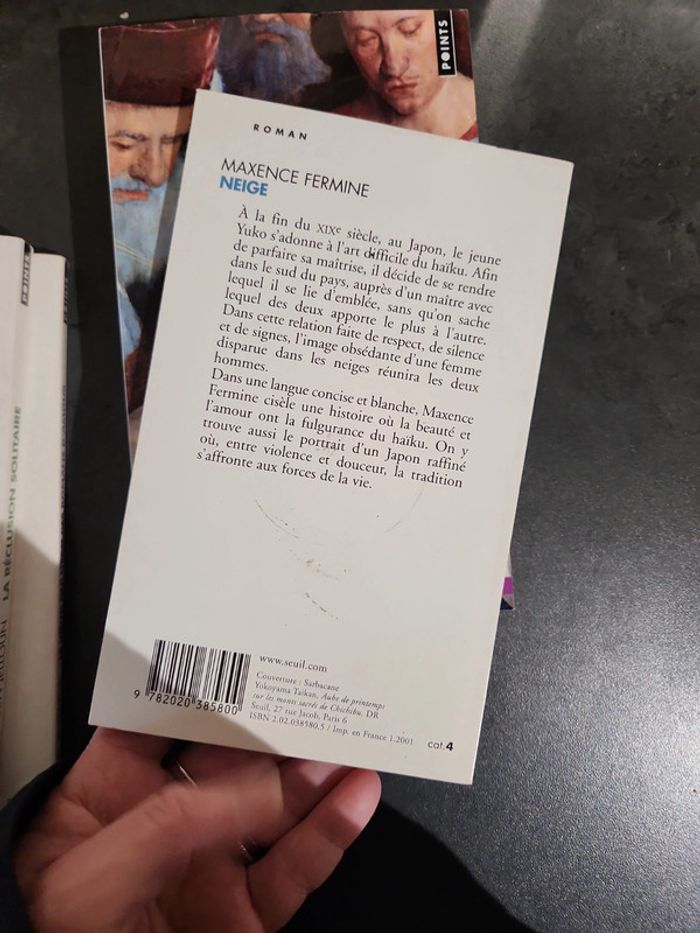 POINTS
ROMAN
MAXENCE FERMINE
NEIGE
À la fin du XIXe siècle, au Japon, le jeune
Yuko s'adonne à l'art difficile du haïku. Afin
de parfaire sa maîtrise, il décide de se rendre
dans le sud du pays, auprès d'un maître avec
lequel il se lie d'emblée, sans qu'on sache
lequel des deux apporte le plus à l'autre.
Dans cette relation faite de respect, de silence
et de signes, l'image obsédante d'une femme
disparue dans les neiges réunira les deux
hommes.
Dans une langue concise et blanche, Maxence
Fermine cisèle une histoire où la beauté et
l'amour ont la fulgurance du haïku. On y
trouve aussi le portrait d'un Japon raffiné
où, entre violence et douceur, la tradition
s'affronte aux forces de la vie.
9 782020 385800
www.seuil.com
Couverture : Sarbacane
Yokoyama Taikan, Aube de printemps
sur les monts sacrés de Chichibu. DR
Seuil, 27 rue Jacob, Paris 6
ISBN 2.02.038580.5 / Imp. en France 1.2001
cat.4
POINTS
LA RÉCLUSION SOLITAIRE